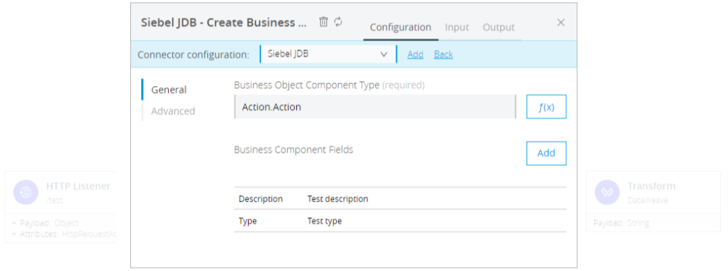 Siebel JDB - Create Business ...
Configuration
Input
Output
Connector configuration:
Siebel JDB
Add
Back
General
Advanced
Business Object Component Type (required)
Action.Action
ƒ(x)
Business Component Fields
Add
Description Test description
Type Test type
HTTP Listener
/test
• Payload: Object
• Attributes: HttpRequestA
Transform
DataWeave
Payload: String